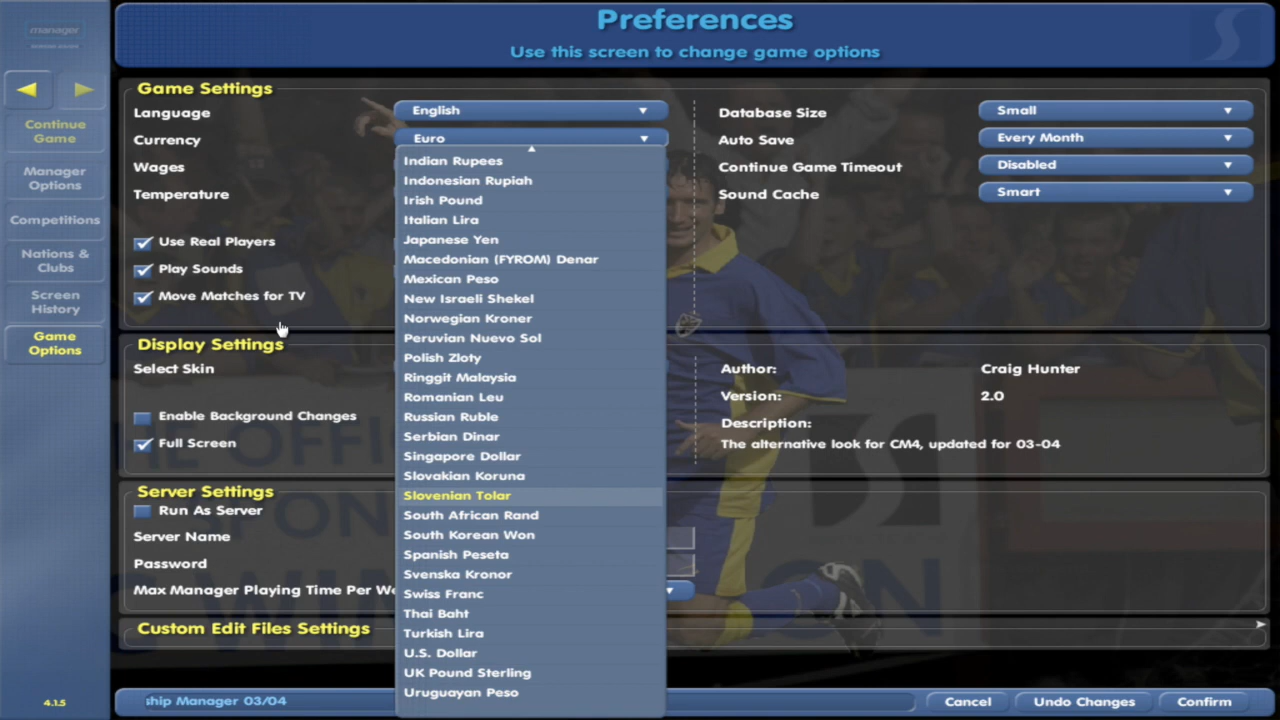 manager
Preferences
Use this screen to change game options
Continue
Game
Manager
Options
Competitions
Nations &
Clubs
Screen
History
Game
Options
4.1.5
Game Settings
Language
English
Currency
Euro
Wages
Temperature
Use Real Players
Play Sounds
Move Matches for TV
Database Size
Small
Auto Save
Every Month
Continue Game Timeout
Disabled
Sound Cache
Smart
Indian Rupees
Indonesian Rupiah
Irish Pound
Italian Lira
Japanese Yen
Macedonian (FYROM) Denar
Mexican Peso
New Israeli Shekel
Norwegian Kroner
Peruvian Nuevo Sol
Polish Zloty
Ringgit Malaysia
Romanian Leu
Russian Ruble
Serbian Dinar
Singapore Dollar
Slovakian Koruna
Slovenian Tolar
South African Rand
South Korean Won
Spanish Peseta
Svenska Kronor
Swiss Franc
Thai Baht
Turkish Lira
U.S. Dollar
UK Pound Sterling
Uruguayan Peso
Display Settings
Select Skin
Enable Background Changes
Full Screen
Author:
Craig Hunter
Version:
2.0
Description:
The alternative look for CM4, updated for 03-04
Server Settings
Run As Server
Server Name
Password
Max Manager Playing Time Per We
Custom Edit Files Settings
ship Manager 03/04
Cancel
Undo Changes
Confirm